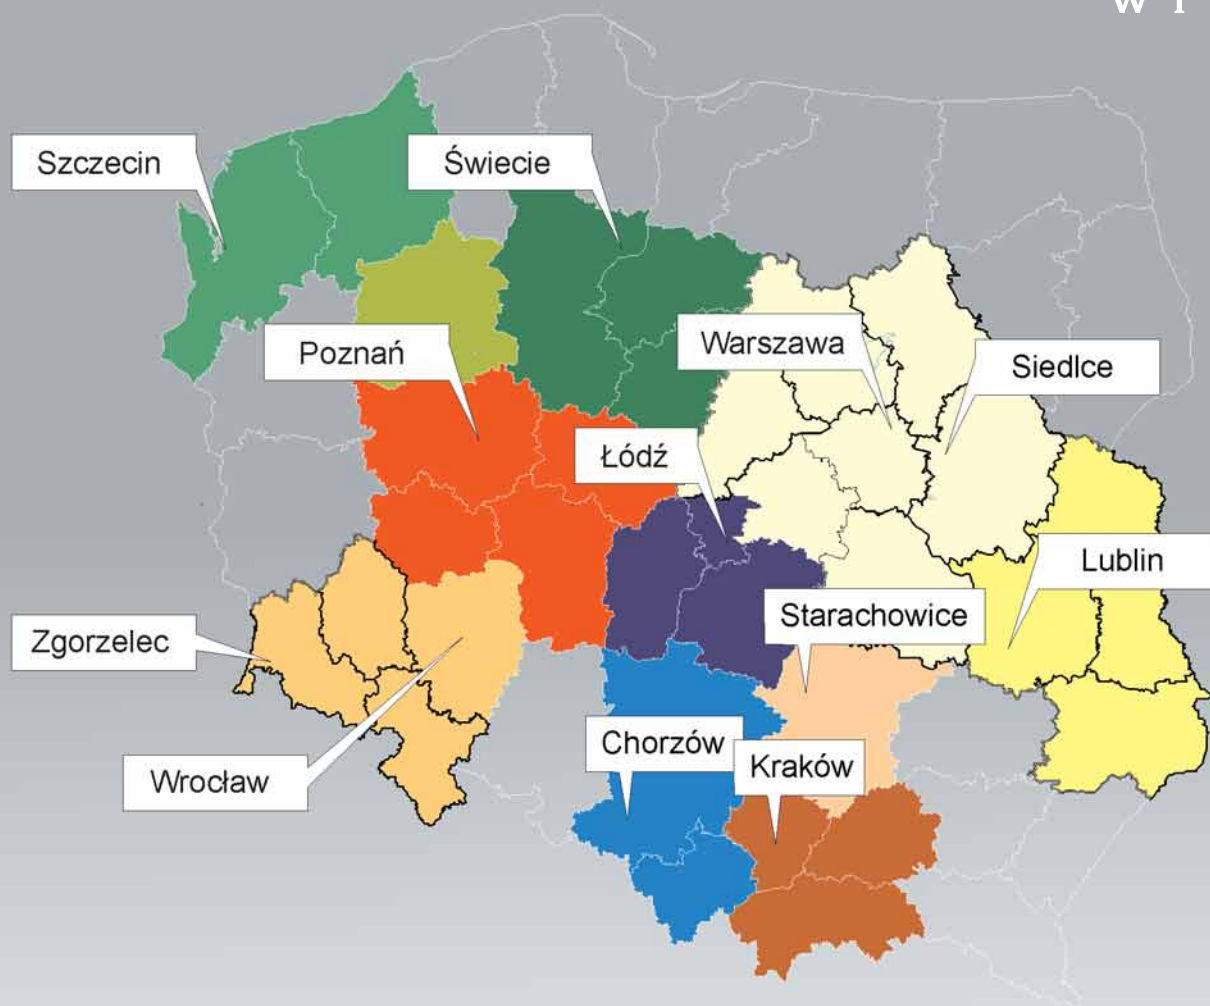 Szczecin
Świecie
Poznań
Warszawa
Siedlce
Łódź
Lublin
Starachowice
Zgorzelec
Wrocław
Chorzów
Kraków